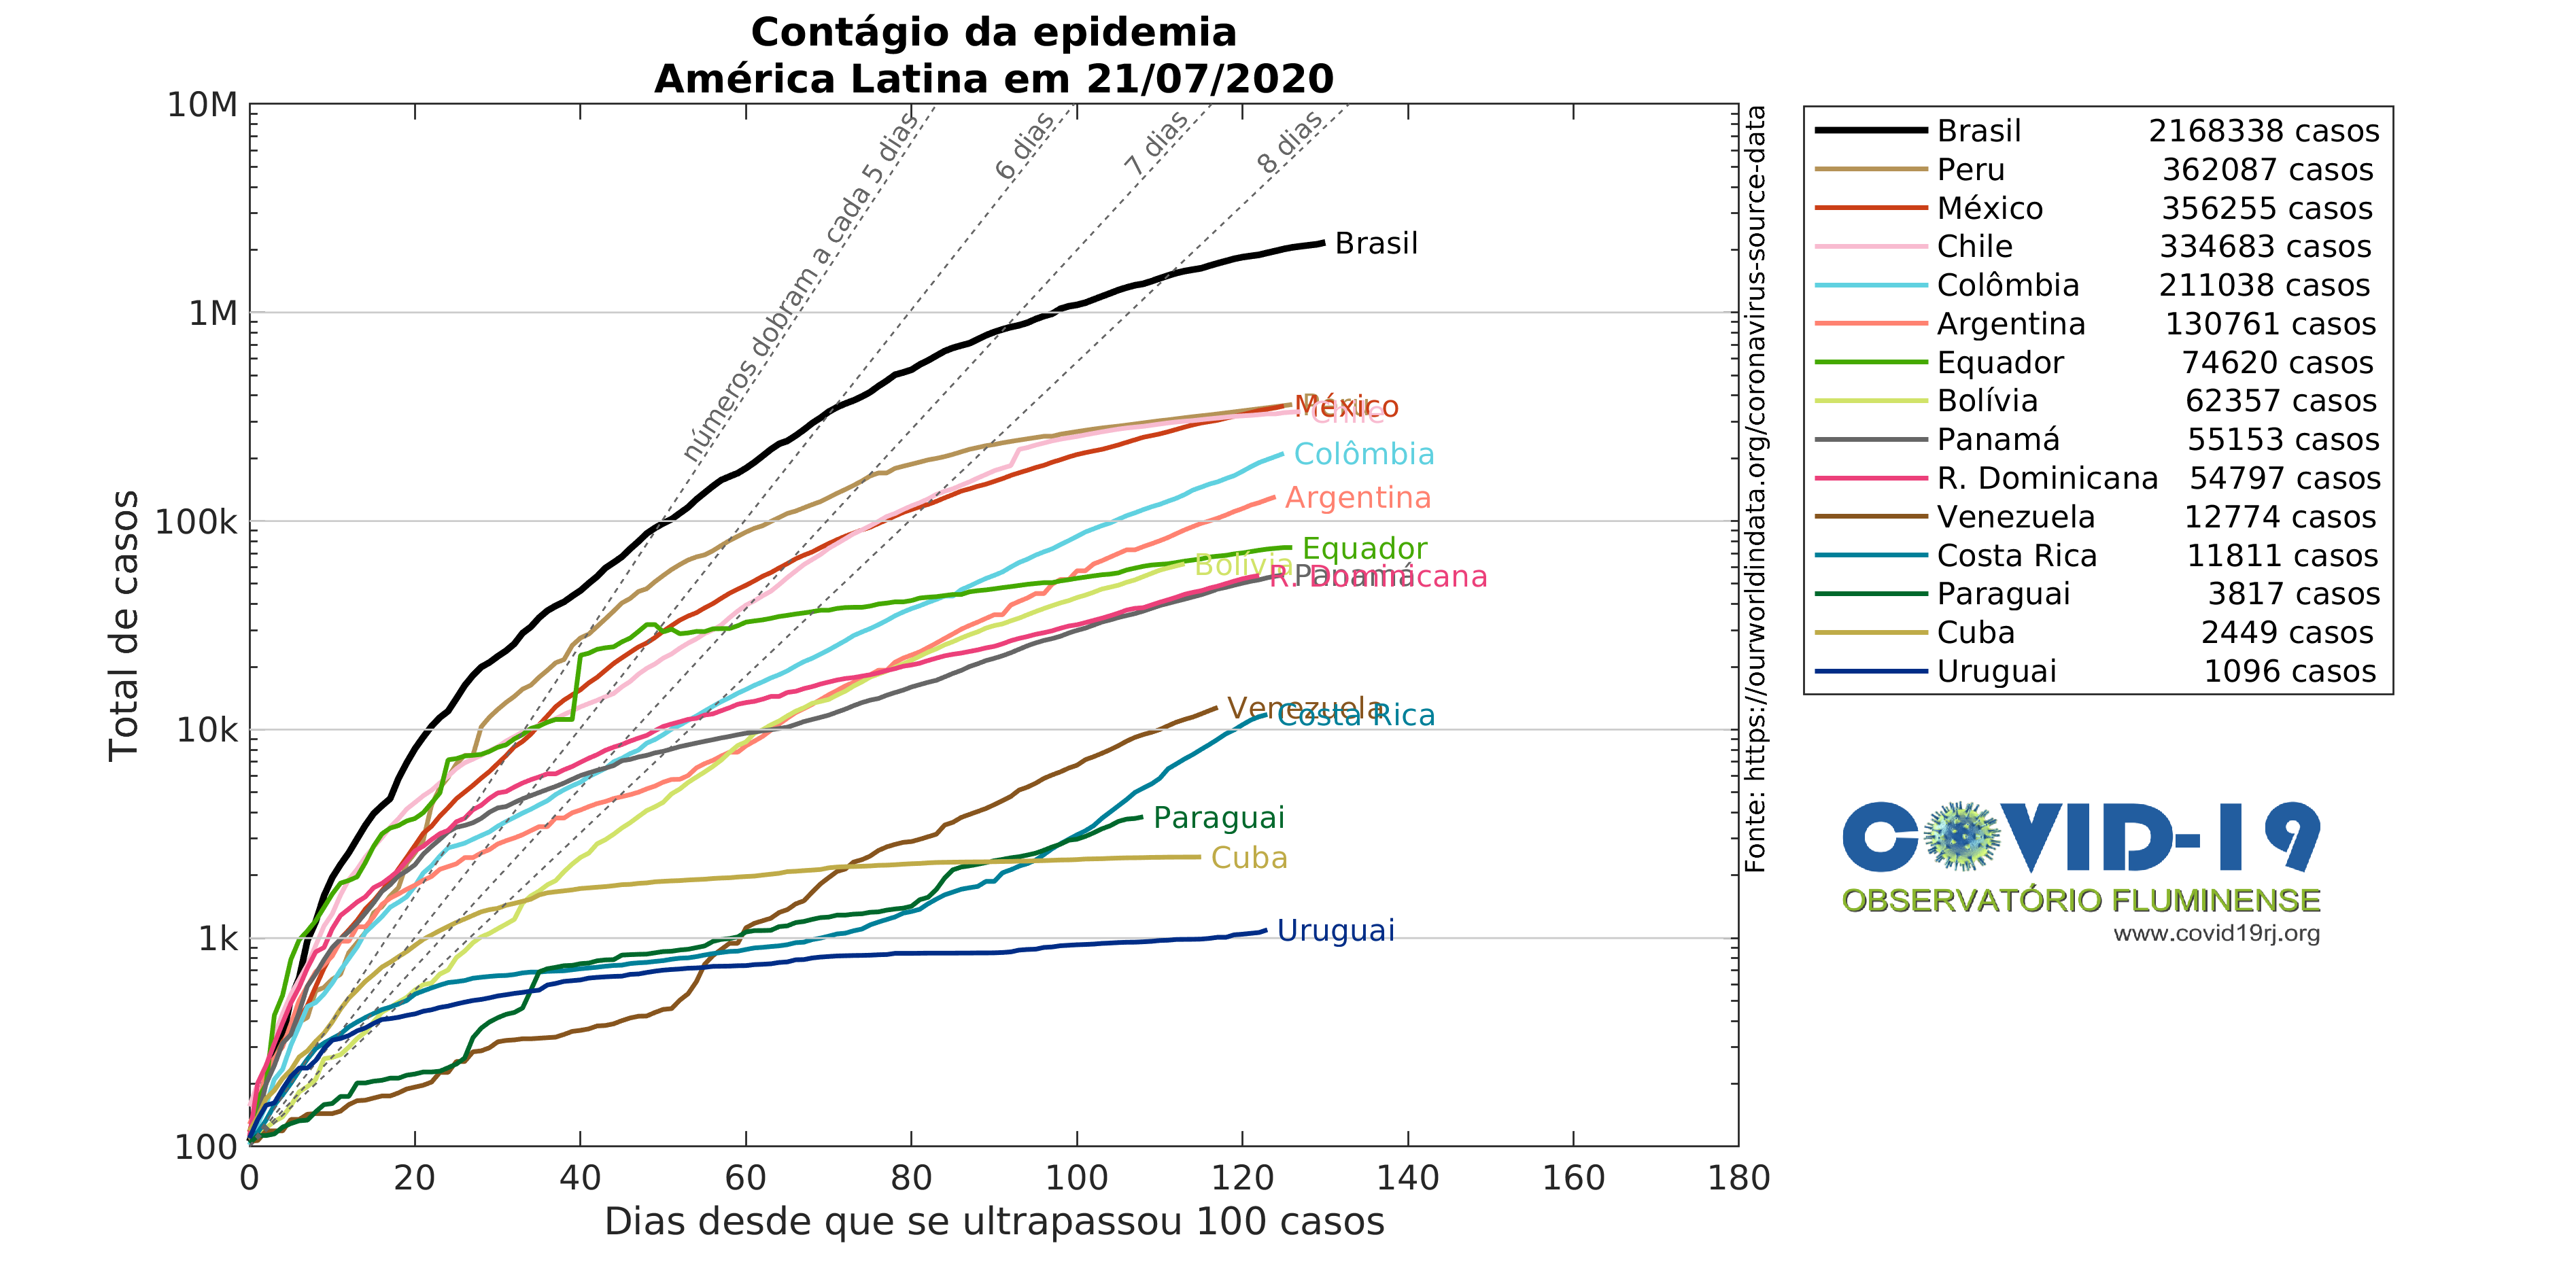 Contágio da epidemia
América Latina em 21/07/2020
10M
1M
100k
10k
1k
100
Total de casos
0 20 40 60 80 100 120 140 160 180
Dias desde que se ultrapassou 100 casos
números dobram a cada 5 dias
6 dias
7 dias
8 dias
Brasil
México
Peru
Chile
Colômbia
Argentina
Equador
Bolívia
Panamá
R. Dominicana
Venezuela
Costa Rica
Paraguai
Cuba
Uruguai
Fonte: https://ourworldindata.org/coronavirus-source-data
Brasil 2168338 casos
Peru 362087 casos
México 356255 casos
Chile 334683 casos
Colômbia 211038 casos
Argentina 130761 casos
Equador 74620 casos
Bolívia 62357 casos
Panamá 55153 casos
R. Dominicana 54797 casos
Venezuela 12774 casos
Costa Rica 11811 casos
Paraguai 3817 casos
Cuba 2449 casos
Uruguai 1096 casos
COVID-19
OBSERVATÓRIO FLUMINENSE
www.covid19rj.org